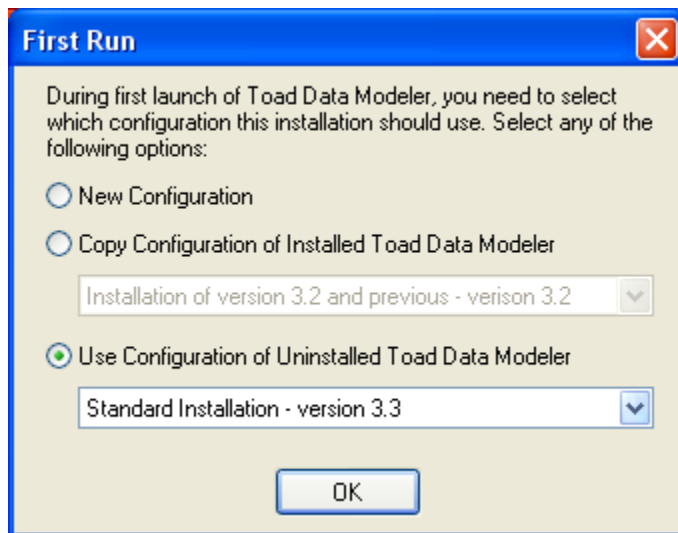 First Run
During first launch of Toad Data Modeler, you need to select
which configuration this installation should use. Select any of the
following options:
New Configuration
Copy Configuration of Installed Toad Data Modeler
Installation of version 3.2 and previous - verison 3.2
Use Configuration of Uninstalled Toad Data Modeler
Standard Installation - version 3.3
OK